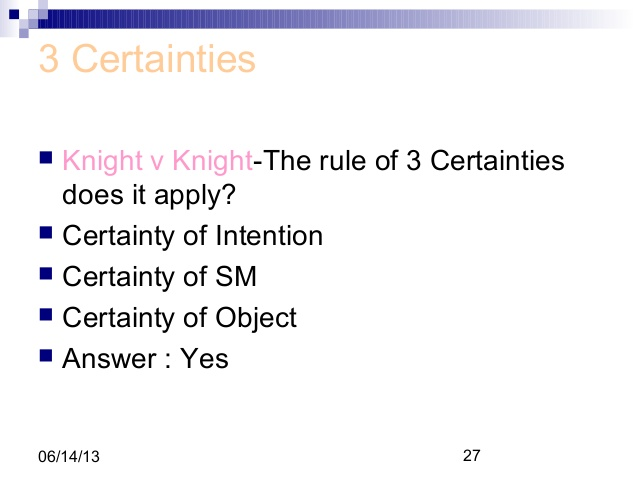 3 Certainties
Knight v Knight-The rule of 3 Certainties
does it apply?
Certainty of Intention
Certainty of SM
Certainty of Object
Answer : Yes
06/14/13
27